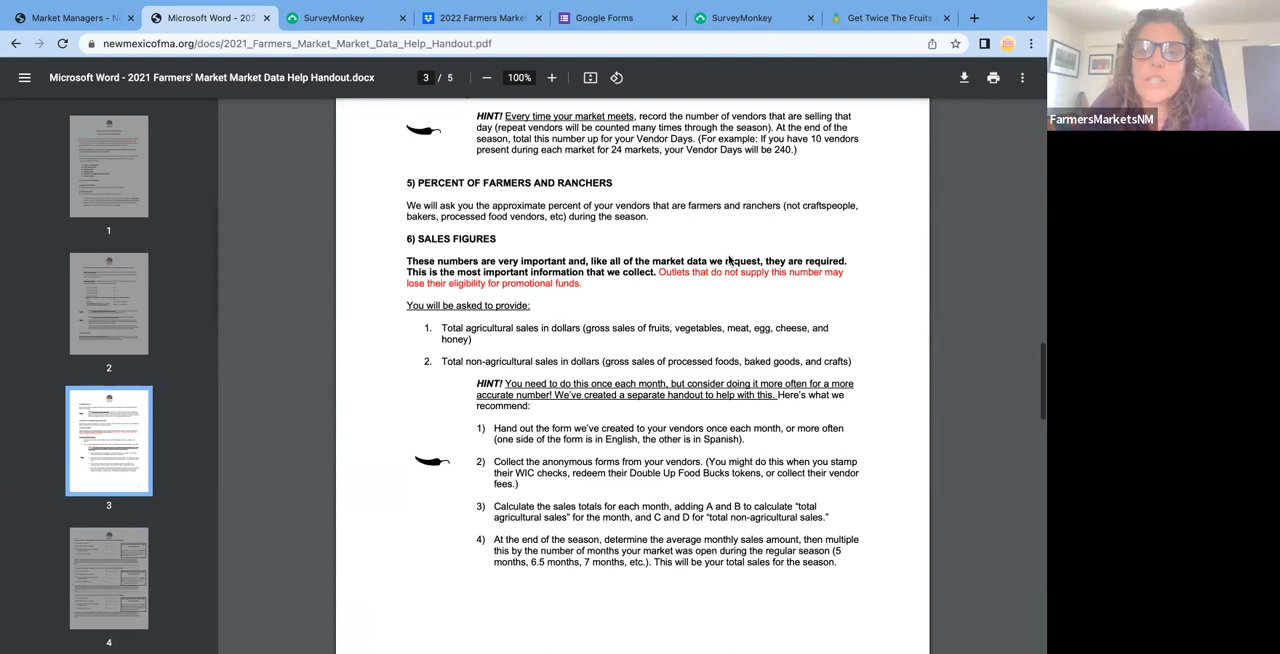 Market Managers - N
Microsoft Word - 202
SurveyMonkey
2022 Farmers Marke
Google Forms
SurveyMonkey
Get Twice The Fruits
newmexicofma.org/docs/2021_Farmers_Market_Market_Data_Help_Handout.pdf
Microsoft Word - 2021 Farmers' Market Market Data Help Handout.docx
3 / 5
100%
FarmersMarketsNM
1
2
3
4
HINT! Every time your market meets, record the number of vendors that are selling that
day (repeat vendors will be counted many times through the season). At the end of the
season, total this number up for your Vendor Days. (For example: If you have 10 vendors
present during each market for 24 markets, your Vendor Days will be 240.)
5) PERCENT OF FARMERS AND RANCHERS
We will ask you the approximate percent of your vendors that are farmers and ranchers (not craftspeople,
bakers, processed food vendors, etc) during the season.
6) SALES FIGURES
These numbers are very important and, like all of the market data we request, they are required.
This is the most important information that we collect. Outlets that do not supply this number may
lose their eligibility for promotional funds.
You will be asked to provide:
1. Total agricultural sales in dollars (gross sales of fruits, vegetables, meat, egg, cheese, and
honey)
2. Total non-agricultural sales in dollars (gross sales of processed foods, baked goods, and crafts)
HINT! You need to do this once each month, but consider doing it more often for a more
accurate number! We've created a separate handout to help with this. Here's what we
recommend:
1) Hand out the form we've created to your vendors once each month, or more often
(one side of the form is in English, the other is in Spanish).
2) Collect the anonymous forms from your vendors. (You might do this when you stamp
their WIC checks, redeem their Double Up Food Bucks tokens, or collect their vendor
fees.)
3) Calculate the sales totals for each month, adding A and B to calculate "total
agricultural sales" for the month, and C and D for "total non-agricultural sales."
4) At the end of the season, determine the average monthly sales amount, then multiple
this by the number of months your market was open during the regular season (5
months, 6.5 months, 7 months, etc.). This will be your total sales for the season.